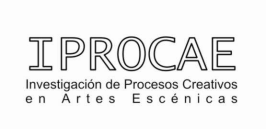 IPROCAE
Investigación de Procesos Creativos
en Artes Escénicas